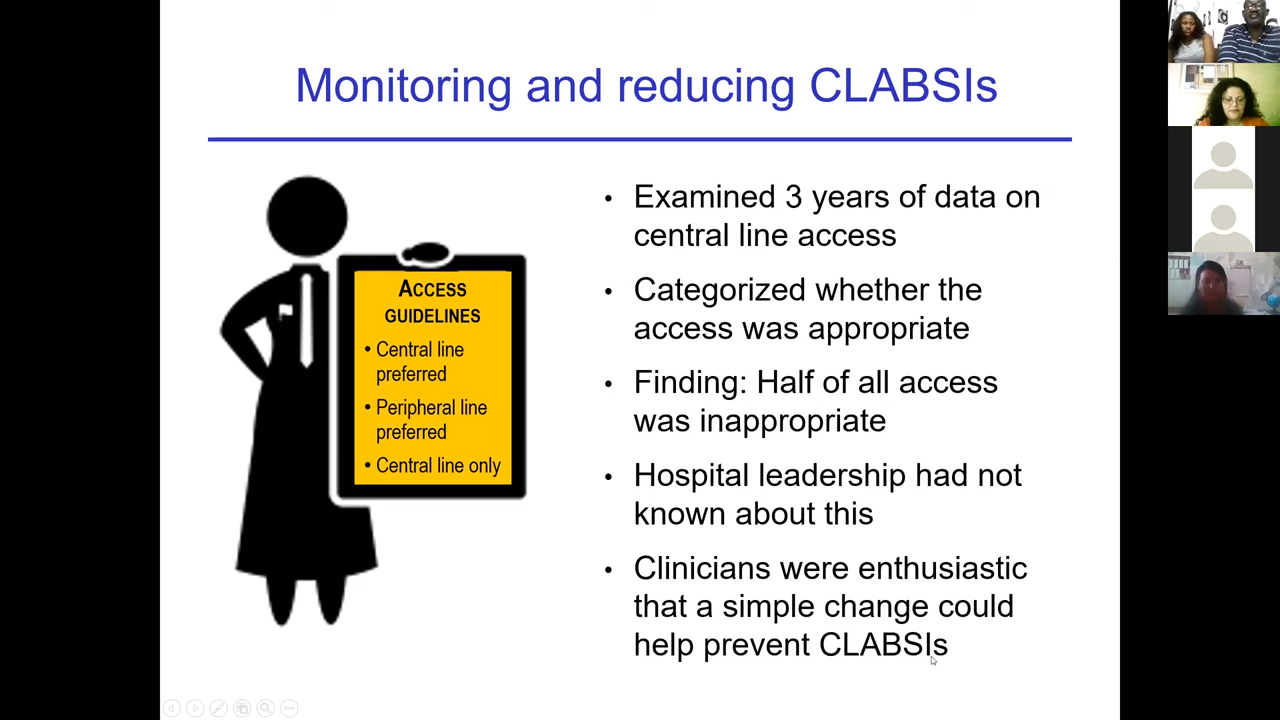 Monitoring and reducing CLABSIs
ACCESS
GUIDELINES
• Central line
preferred
• Peripheral line
preferred
• Central line only
• Examined 3 years of data on
central line access
• Categorized whether the
access was appropriate
• Finding: Half of all access
was inappropriate
• Hospital leadership had not
known about this
• Clinicians were enthusiastic
that a simple change could
help prevent CLABSIs